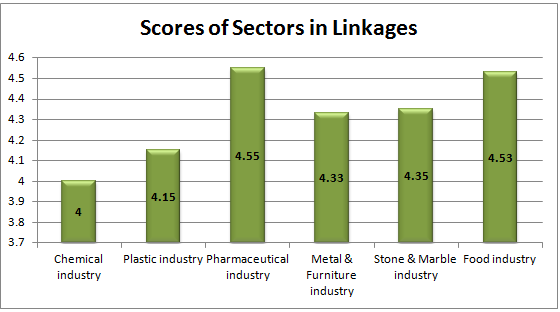 Scores of Sectors in Linkages
4.6
4.5
4.4
4.3
4.2
4.1
4
3.9
3.8
3.7
4
4.15
4.55
4.33
4.35
4.53
Chemical
industry
Plastic industry
Pharmaceutical
industry
Metal &
Furniture
industry
Stone & Marble
industry
Food industry